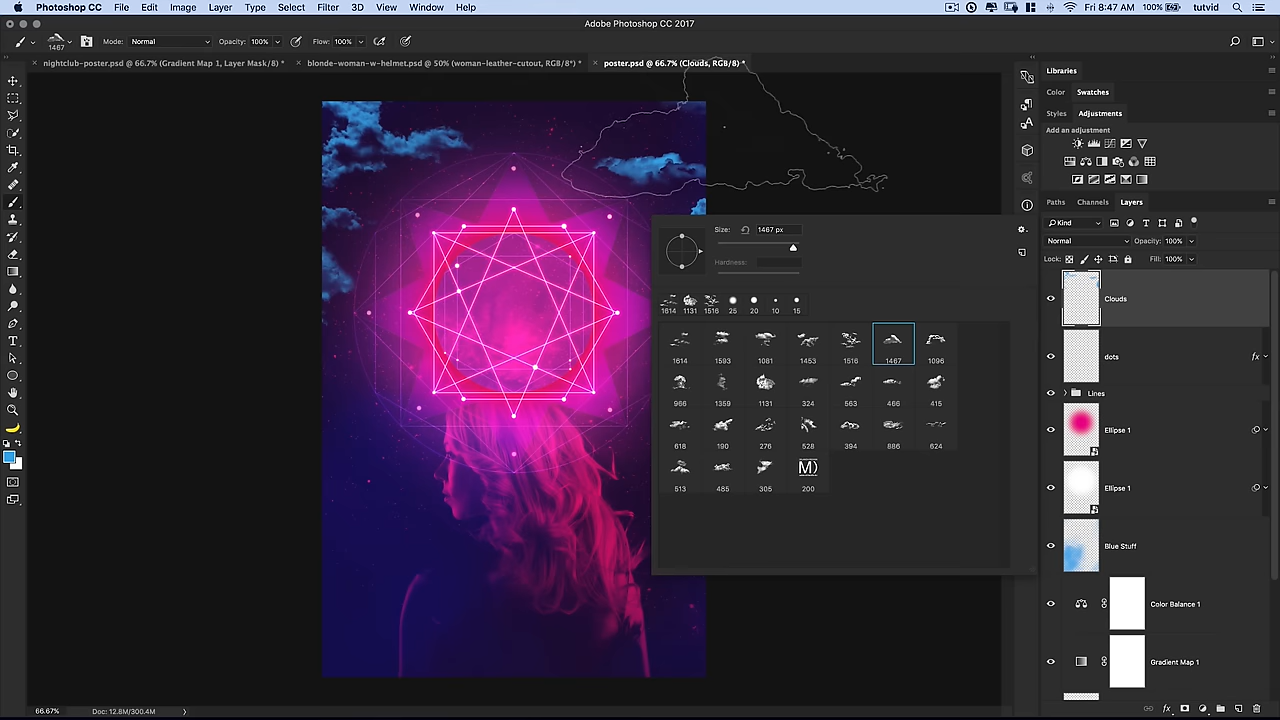 Photoshop CC File Edit Image Layer Type Select Filter 3D View Window Help 100% Fri 8:47 AM tutvid
Adobe Photoshop CC 2017
1467 Mode: Normal Opacity: 100% Flow: 100%
nightclub-poster.psd @ 66.7% (Gradient Map 1, Layer Mask/8) * blonde-woman-w-helmet.psd @ 50% (woman-leather-cutout, RGB/8*) * poster.psd @ 66.7% (Clouds, RGB/8) *
Libraries
Color Swatches
Styles Adjustments
Add an adjustment
Paths Channels Layers
Kind
Normal Opacity: 100%
Lock: Fill: 100%
Size: 1467 px
Hardness:
1614 1131 1516 25 20 10 15
1614 1593 1081 1453 1516 1467 1096
966 1359 1131 324 563 466 415
618 190 276 528 394 886 624
M)
513 485 305 200
Clouds
dots fx
Lines
Ellipse 1
Ellipse 1
Blue Stuff
Color Balance 1
Gradient Map 1
66.67% Doc: 12.8M/300.4M fx